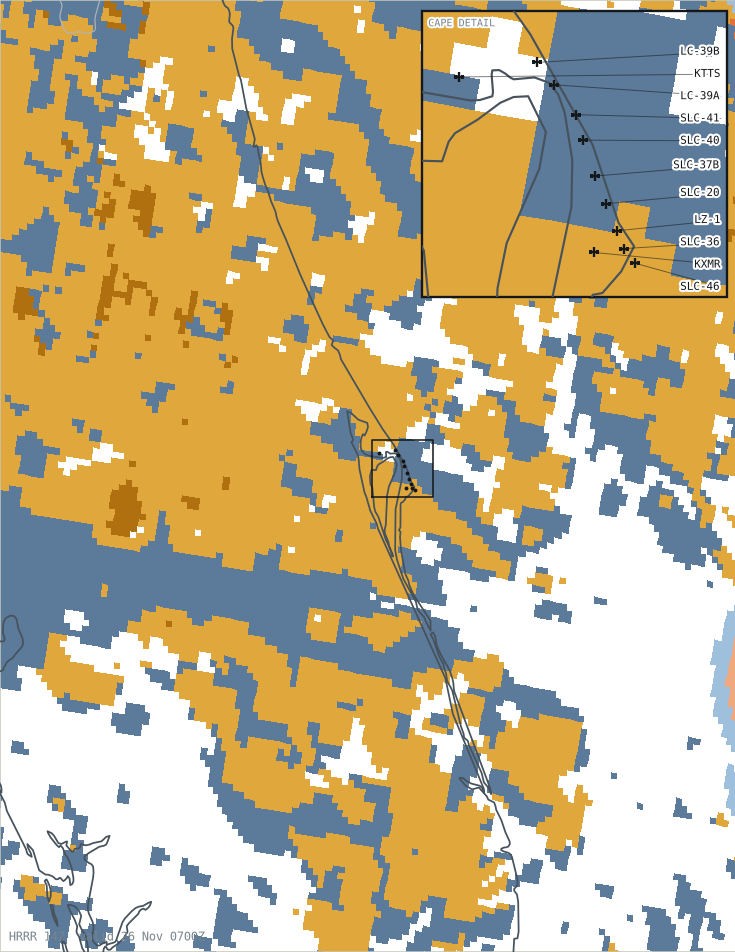 CAPE DETAIL
LC-39B
KTTS
LC-39A
SLC-41
SLC-40
SLC-37B
SLC-20
LZ-1
SLC-36
KXMR
SLC-46
HRRR Nov 0700Z